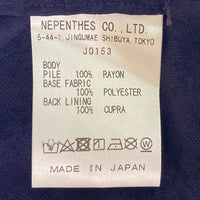 NEPENTHES CO., LTD.
5-44-7, JINGUMAE SHIBUYA, TOKYO
J0153
BODY
PILE 100% RAYON
BASE FABRIC
100% POLYESTER
BACK LINING
100% CUPRA
MADE IN JAPAN